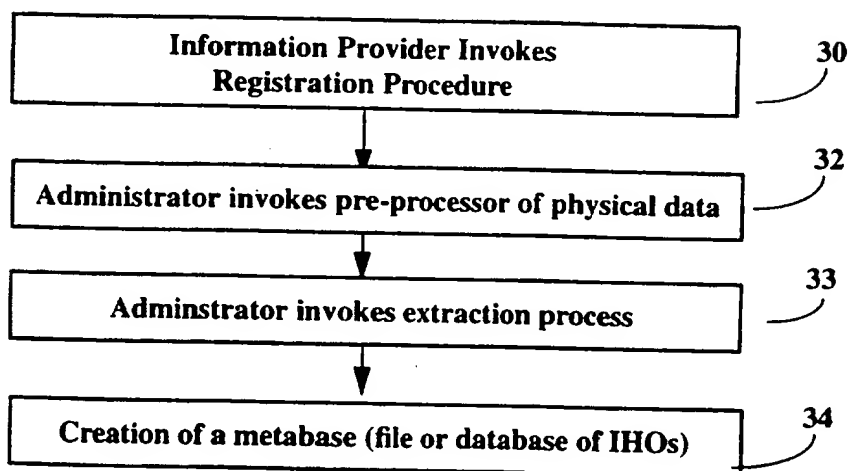 Information Provider Invokes
Registration Procedure
30
Administrator invokes pre-processor of physical data
32
Adminstrator invokes extraction process
33
Creation of a metabase (file or database of IHOs)
34